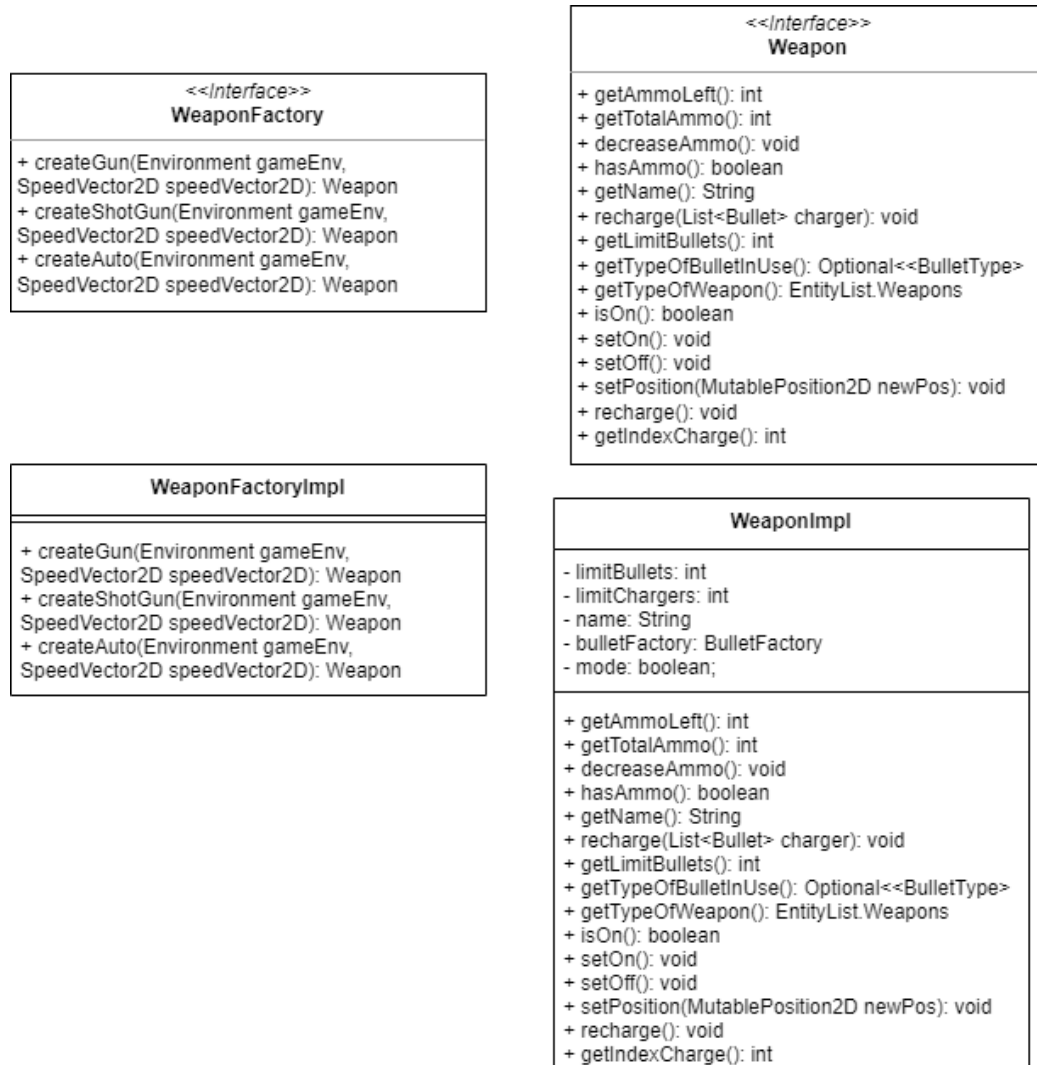 <<Interface>>
WeaponFactory
+ createGun(Environment gameEnv,
SpeedVector2D speedVector2D): Weapon
+ createShotGun(Environment gameEnv,
SpeedVector2D speedVector2D): Weapon
+ createAuto(Environment gameEnv,
SpeedVector2D speedVector2D): Weapon
<<Interface>>
Weapon
+ getAmmoLeft(): int
+ getTotalAmmo(): int
+ decreaseAmmo(): void
+ hasAmmo(): boolean
+ getName(): String
+ recharge(List<Bullet> charger): void
+ getLimitBullets(): int
+ getTypeOfBulletInUse(): Optional<<BulletType>
+ getTypeOfWeapon(): EntityList.Weapons
+ isOn(): boolean
+ setOn(): void
+ setOff(): void
+ setPosition(MutablePosition2D newPos): void
+ recharge(): void
+ getIndexCharge(): int
WeaponFactoryImpl
+ createGun(Environment gameEnv,
SpeedVector2D speedVector2D): Weapon
+ createShotGun(Environment gameEnv,
SpeedVector2D speedVector2D): Weapon
+ createAuto(Environment gameEnv,
SpeedVector2D speedVector2D): Weapon
WeaponImpl
- limitBullets: int
- limitChargers: int
- name: String
- bulletFactory: BulletFactory
- mode: boolean;
+ getAmmoLeft(): int
+ getTotalAmmo(): int
+ decreaseAmmo(): void
+ hasAmmo(): boolean
+ getName(): String
+ recharge(List<Bullet> charger): void
+ getLimitBullets(): int
+ getTypeOfBulletInUse(): Optional<<BulletType>
+ getTypeOfWeapon(): EntityList.Weapons
+ isOn(): boolean
+ setOn(): void
+ setOff(): void
+ setPosition(MutablePosition2D newPos): void
+ recharge(): void
+ getIndexCharge(): int